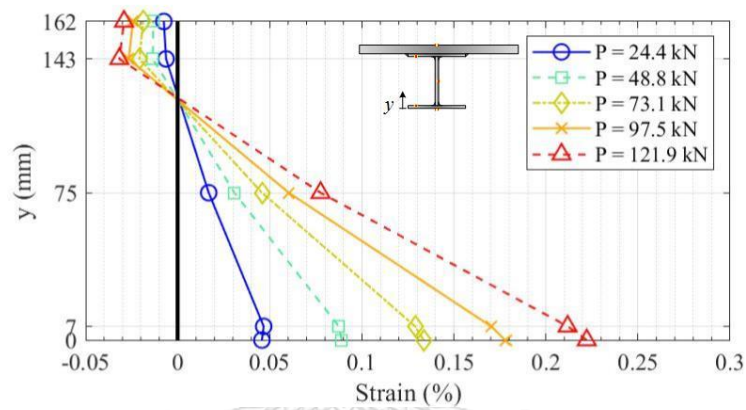 162
143
75
7
0
y (mm)
-0.05 0 0.05 0.1 0.15 0.2 0.25 0.3
Strain (%)
y
P = 24.4 kN
P = 48.8 kN
P = 73.1 kN
P = 97.5 kN
P = 121.9 kN